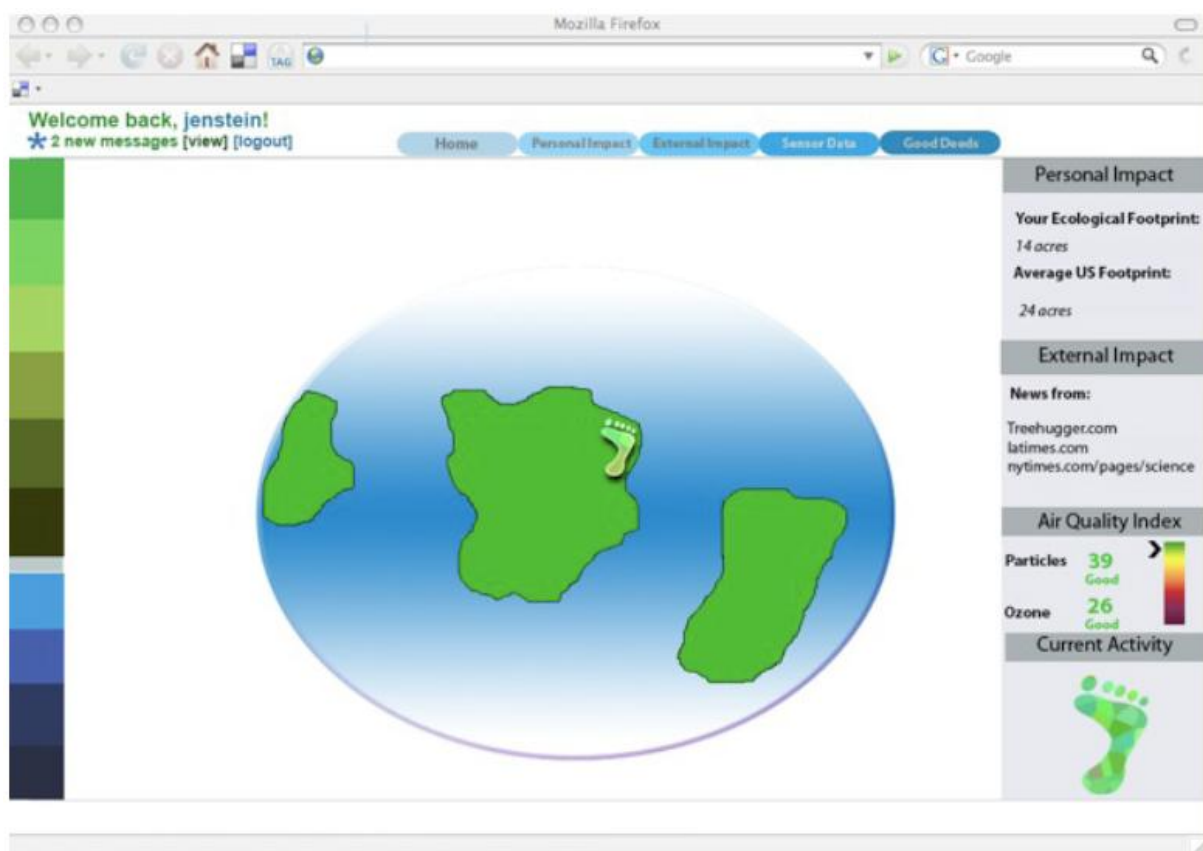 Mozilla Firefox
TAG
G Google
Welcome back, jenstein!
2 new messages [view] [logout]
Home
Personal Impact
External Impact
Sensor Data
Good Deeds
Personal Impact
Your Ecological Footprint:
14 acres
Average US Footprint:
24 acres
External Impact
News from:
Treehugger.com
latimes.com
nytimes.com/pages/science
Air Quality Index
Particles 39
Good
Ozone 26
Good
Current Activity